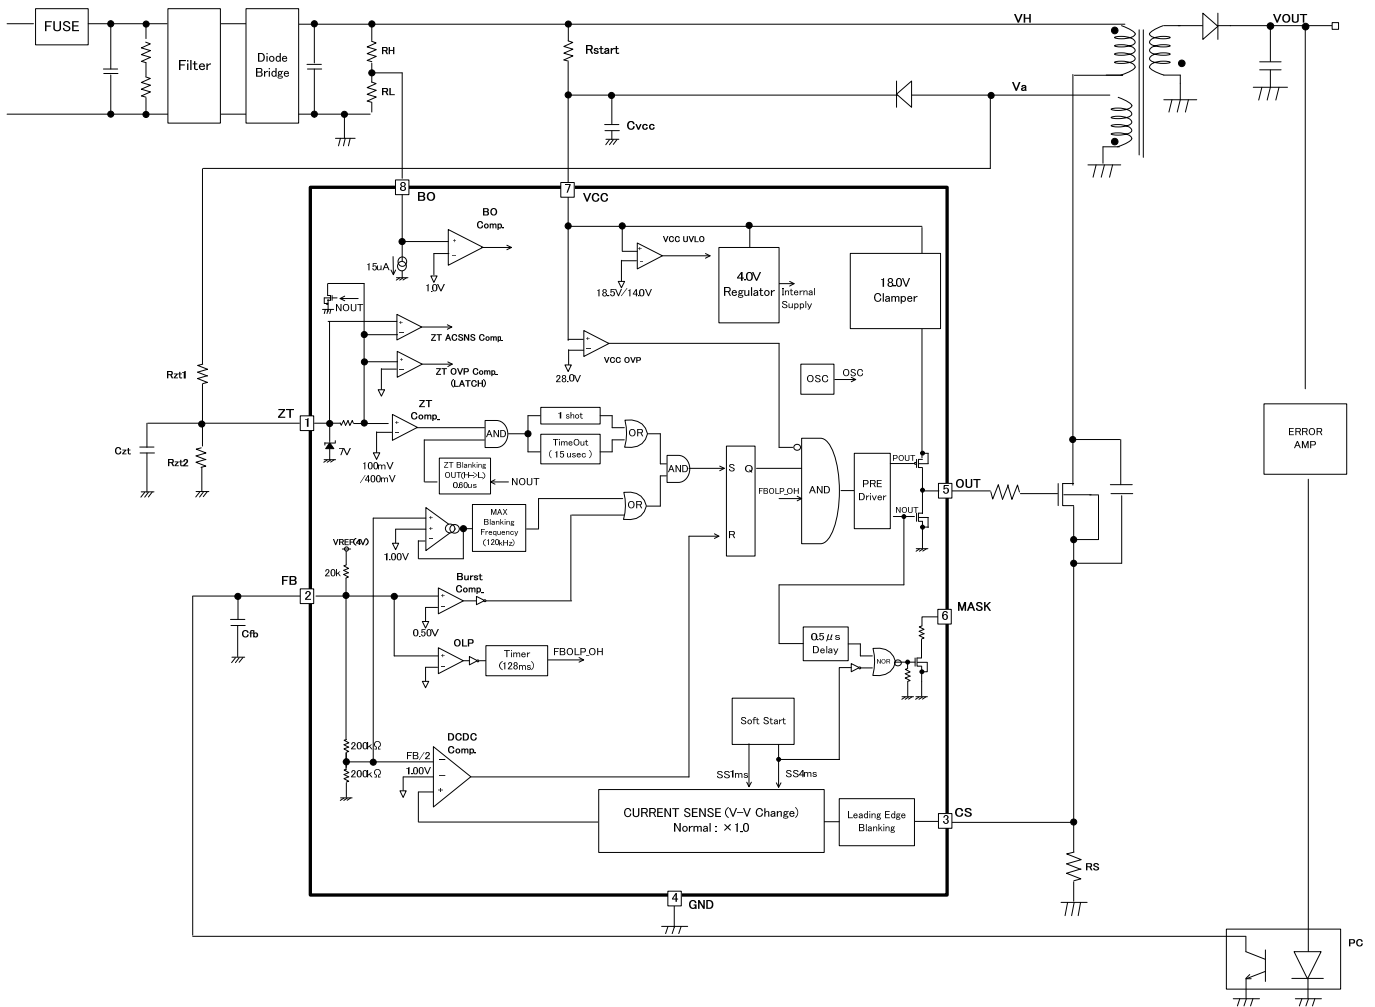 FUSE
Filter
Diode
Bridge
RH
RL
Rstart
VH
VOUT
Cvcc
Va
8
BO
7
VCC
BO
Comp.
15uA
1.0V
VCC UVLO
18.5V/14.0V
4.0V
Regulator
Internal
Supply
18.0V
Clamper
NOUT
ZT ACSNS Comp.
ZT OVP Comp.
(LATCH)
VCC OVP
28.0V
OSC
OSC
Rzt1
ZT
1
Czt
Rzt2
7V
ZT
Comp.
100mV
/400mV
AND
1 shot
TimeOut
( 15 usec )
OR
ZT Blanking
OUT(H->L)
0.60us
NOUT
AND
OR
S
Q
R
FBOLP_OH
AND
PRE
Driver
POUT
NOUT
5
OUT
ERROR
AMP
1.00V
MAX
Blanking
Frequency
(120kHz)
VREF(4V)
20k
FB
2
Cfb
Burst
Comp.
0.50V
OLP
Timer
(128ms)
FBOLP_OH
6
MASK
0.5μs
Delay
NOR
Soft Start
SS1ms
SS4ms
200kΩ
200kΩ
FB/2
1.00V
DCDC
Comp.
CURRENT SENSE (V-V Change)
Normal : ×1.0
Leading Edge
Blanking
3
CS
RS
4
GND
PC